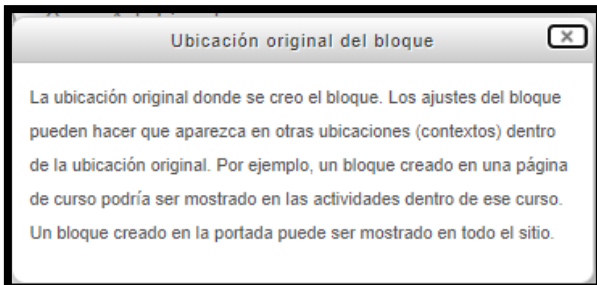 Ubicación original del bloque
La ubicación original donde se creo el bloque. Los ajustes del bloque
pueden hacer que aparezca en otras ubicaciones (contextos) dentro
de la ubicación original. Por ejemplo, un bloque creado en una página
de curso podría ser mostrado en las actividades dentro de ese curso.
Un bloque creado en la portada puede ser mostrado en todo el sitio.